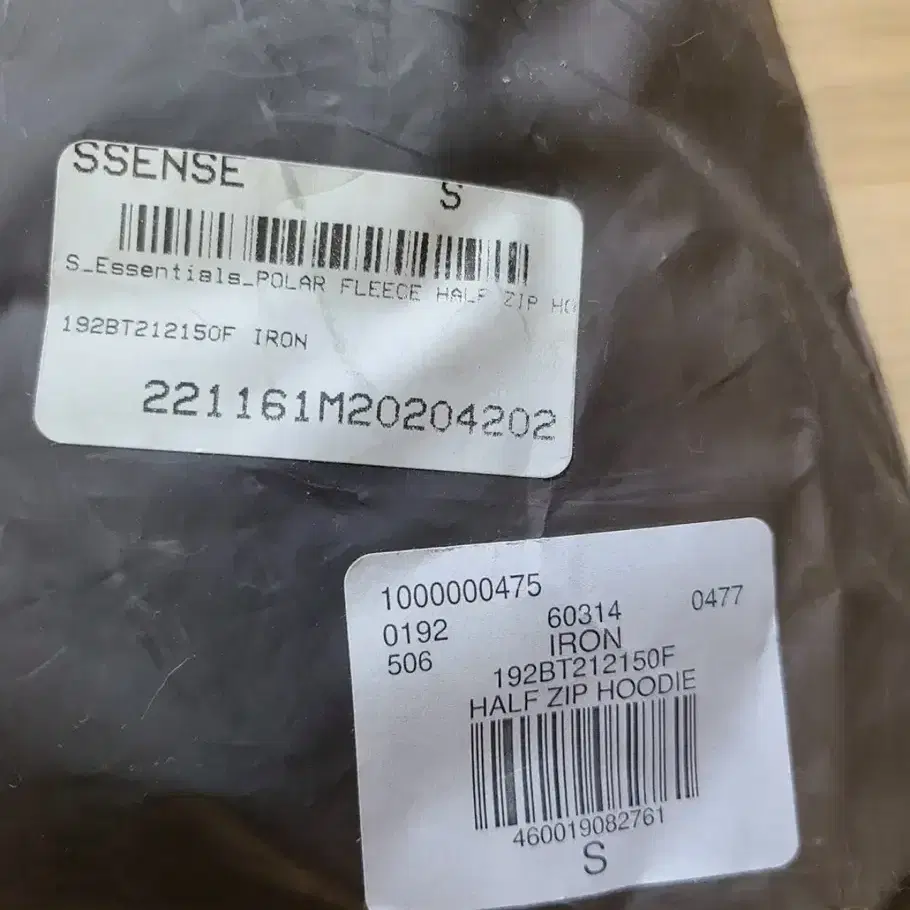 SSENSE
S
S_Essentials_POLAR FLEECE HALF ZIP HO
192BT212150F IRON
221161M20204202
1000000475
0192 60314 0477
506 IRON
192BT212150F
HALF ZIP HOODIE
460019082761
S